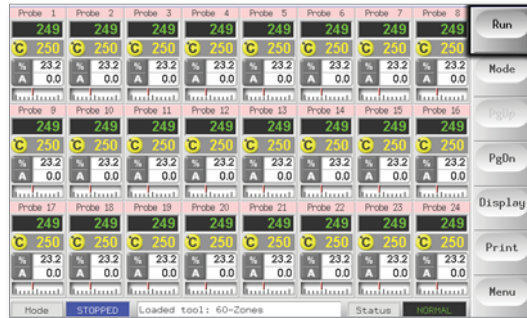 Probe 1 Probe 2 Probe 3 Probe 4 Probe 5 Probe 6 Probe 7 Probe 8 Run
249 249 249 249 249 249 249 249
°C 250 °C 250 °C 250 °C 250 °C 250 °C 250 °C 250 °C 250
% 23.2 % 23.2 % 23.2 % 23.2 % 23.2 % 23.2 % 23.2 % 23.2 Mode
A 0.0 A 0.0 A 0.0 A 0.0 A 0.0 A 0.0 A 0.0 A 0.0
Probe 9 Probe 10 Probe 11 Probe 12 Probe 13 Probe 14 Probe 15 Probe 16 PgUp
249 249 249 249 249 249 249 249
°C 250 °C 250 °C 250 °C 250 °C 250 °C 250 °C 250 °C 250
% 23.2 % 23.2 % 23.2 % 23.2 % 23.2 % 23.2 % 23.2 % 23.2 PgDn
A 0.0 A 0.0 A 0.0 A 0.0 A 0.0 A 0.0 A 0.0 A 0.0
Probe 17 Probe 18 Probe 19 Probe 20 Probe 21 Probe 22 Probe 23 Probe 24 Display
249 249 249 249 249 249 249 249
°C 250 °C 250 °C 250 °C 250 °C 250 °C 250 °C 250 °C 250 Print
% 23.2 % 23.2 % 23.2 % 23.2 % 23.2 % 23.2 % 23.2 % 23.2
A 0.0 A 0.0 A 0.0 A 0.0 A 0.0 A 0.0 A 0.0 A 0.0
Menu
Mode STOPPED Loaded tool: 60-Zones Status NORMAL